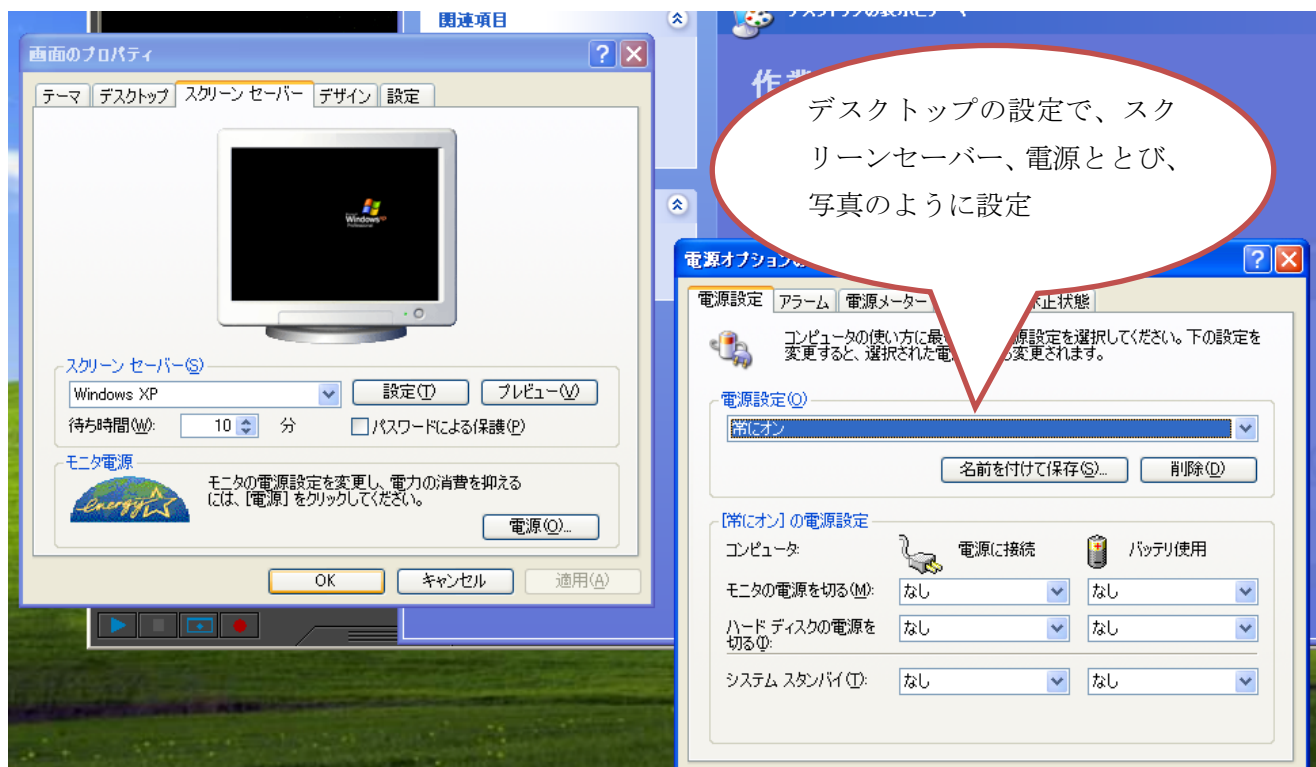 関連項目
画面のプロパティ
テーマ デスクトップ スクリーン セーバー デザイン 設定
Windows xp
Professional
スクリーン セーバー(S)
Windows XP 設定(T) プレビュー(V)
待ち時間(W): 10 分 パスワードによる保護(P)
モニタ電源
energy
モニタの電源設定を変更し、電力の消費を抑える
には、[電源] をクリックしてください。
電源(O)...
OK キャンセル 適用(A)
デスクトップの設定で、スク
リーンセーバー、電源ととび、
写真のように設定
電源オプション
電源設定 アラーム 電源メーター 止状態
コンピュータの使い方に最 源設定を選択してください。下の設定を
変更すると、選択された電 変更されます。
電源設定(O)
常にオン
名前を付けて保存(S)... 削除(D)
[常にオン] の電源設定
コンピュータ: 電源に接続 バッテリ使用
モニタの電源を切る(M): なし なし
ハード ディスクの電源を なし なし
切る(I):
システム スタンバイ(T): なし なし